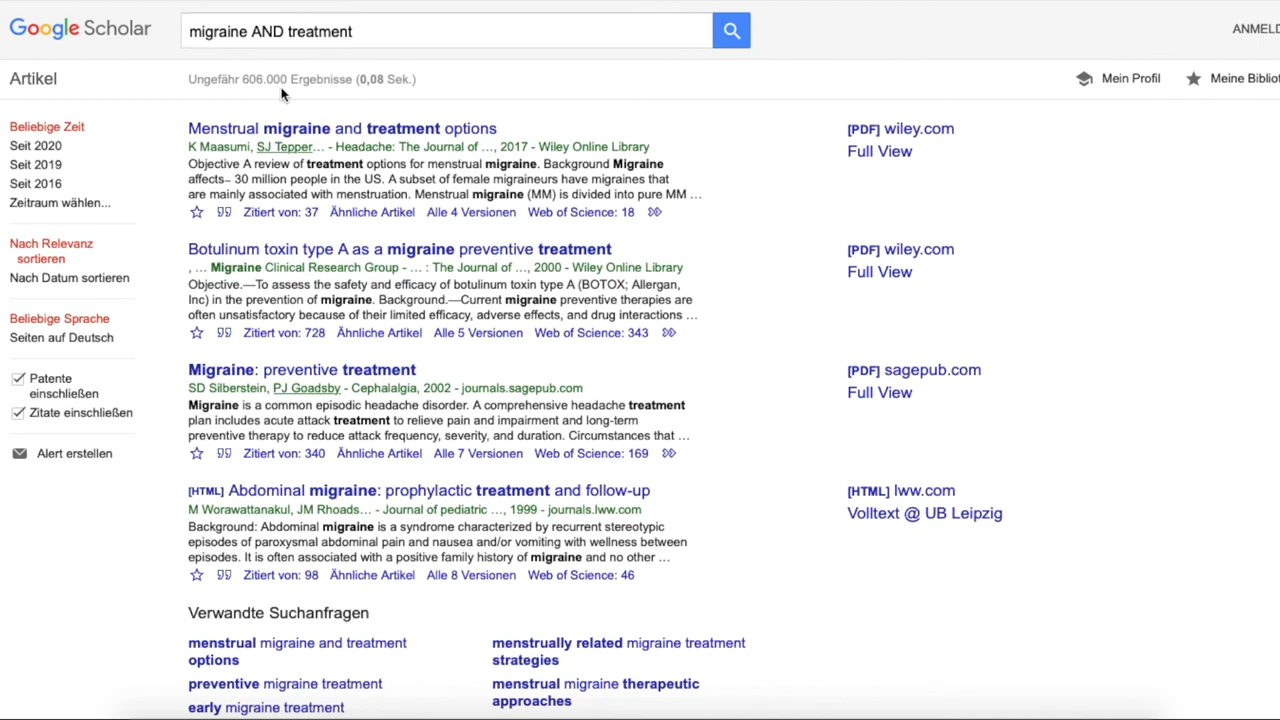 Google Scholar
migraine AND treatment
ANMELD
Artikel
Ungefähr 606.000 Ergebnisse (0,08 Sek.)
Mein Profil
Meine Bibliot
Beliebige Zeit
Seit 2020
Seit 2019
Seit 2016
Zeitraum wählen...
Nach Relevanz
sortieren
Nach Datum sortieren
Beliebige Sprache
Seiten auf Deutsch
Patente
einschließen
Zitate einschließen
Alert erstellen
Menstrual migraine and treatment options
K Maasumi, SJ Tepper… - Headache: The Journal of …, 2017 - Wiley Online Library
Objective A review of treatment options for menstrual migraine. Background Migraine
affects~ 30 million people in the US. A subset of female migraineurs have migraines that
are mainly associated with menstruation. Menstrual migraine (MM) is divided into pure MM …
Zitiert von: 37 Ähnliche Artikel Alle 4 Versionen Web of Science: 18
[PDF] wiley.com
Full View
Botulinum toxin type A as a migraine preventive treatment
, … Migraine Clinical Research Group - … : The Journal of …, 2000 - Wiley Online Library
Objective.—To assess the safety and efficacy of botulinum toxin type A (BOTOX; Allergan,
Inc) in the prevention of migraine. Background.—Current migraine preventive therapies are
often unsatisfactory because of their limited efficacy, adverse effects, and drug interactions …
Zitiert von: 728 Ähnliche Artikel Alle 5 Versionen Web of Science: 343
[PDF] wiley.com
Full View
Migraine: preventive treatment
SD Silberstein, PJ Goadsby - Cephalalgia, 2002 - journals.sagepub.com
Migraine is a common episodic headache disorder. A comprehensive headache treatment
plan includes acute attack treatment to relieve pain and impairment and long-term
preventive therapy to reduce attack frequency, severity, and duration. Circumstances that …
Zitiert von: 340 Ähnliche Artikel Alle 7 Versionen Web of Science: 169
[PDF] sagepub.com
Full View
[HTML] Abdominal migraine: prophylactic treatment and follow-up
M Worawattanakul, JM Rhoads… - Journal of pediatric …, 1999 - journals.lww.com
Background: Abdominal migraine is a syndrome characterized by recurrent stereotypic
episodes of paroxysmal abdominal pain and nausea and/or vomiting with wellness between
episodes. It is often associated with a positive family history of migraine and no other …
Zitiert von: 98 Ähnliche Artikel Alle 8 Versionen Web of Science: 46
[HTML] lww.com
Volltext @ UB Leipzig
Verwandte Suchanfragen
menstrual migraine and treatment
options
preventive migraine treatment
early migraine treatment
menstrually related migraine treatment
strategies
menstrual migraine therapeutic
approaches